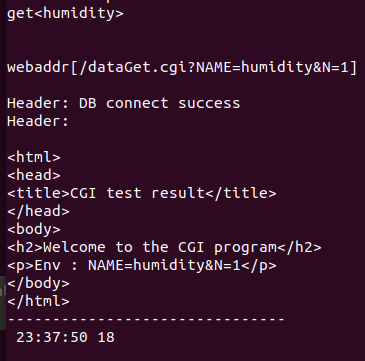 get<humidity>
webaddr[/dataGet.cgi?NAME=humidity&N=1]
Header: DB connect success
Header:
<html>
<head>
<title>CGI test result</title>
</head>
<body>
<h2>Welcome to the CGI program</h2>
<p>Env : NAME=humidity&N=1</p>
</body>
</html>
--------------------------------
23:37:50 18